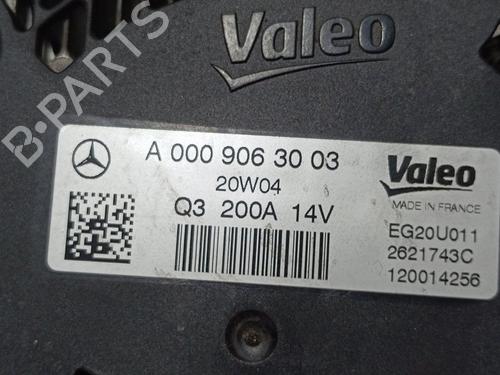 Valeo
B-PARTS
A 000 906 30 03
20W04
Q3 200A 14V
Valeo
MADE IN FRANCE
EG20U011
2621743C
120014256